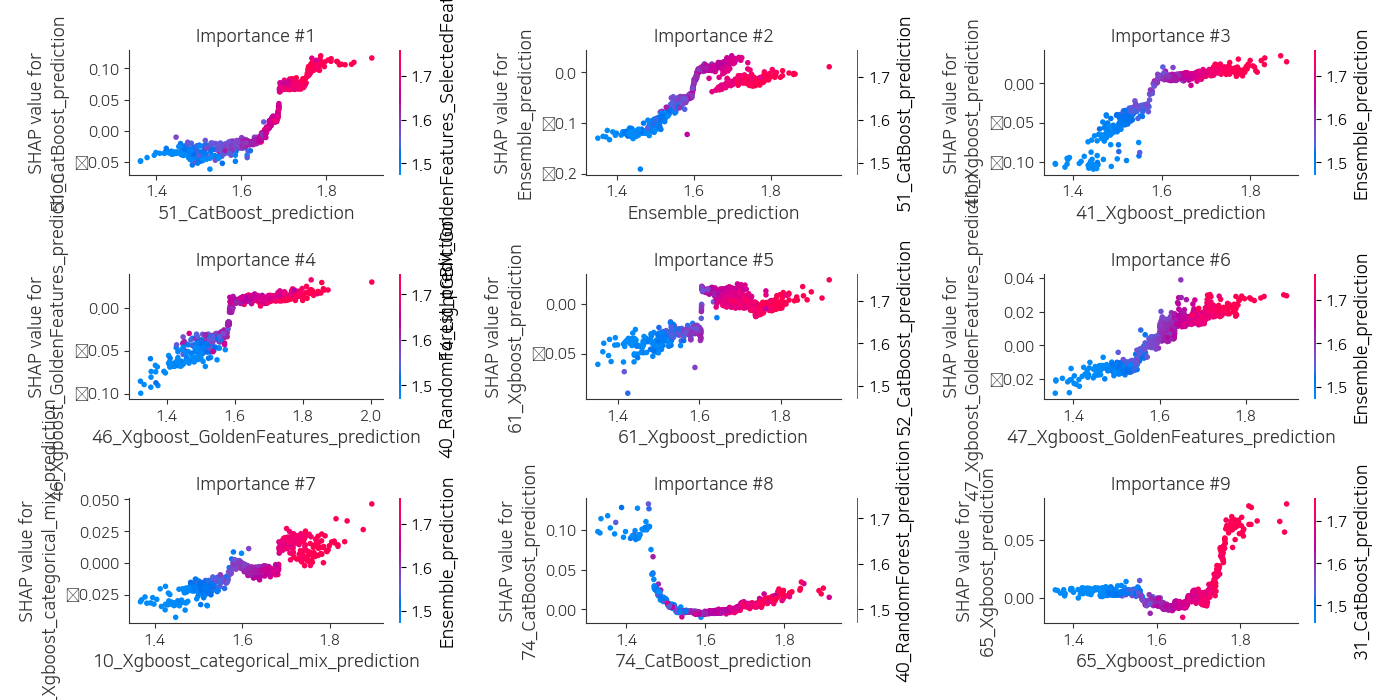 Importance #1
SHAP value for
51_CatBoost_prediction
0.10
0.05
0.00
0.05
1.4
1.6
1.8
51_CatBoost_prediction
1.7
1.6
1.5
Importance #2
SHAP value for
Ensemble_prediction
0.0
0.1
0.2
1.4
1.6
1.8
Ensemble_prediction
1.7
1.6
1.5
51_CatBoost_prediction
Importance #3
SHAP value for
41_Xgboost_prediction
0.00
0.05
0.10
1.4
1.6
1.8
41_Xgboost_prediction
1.7
1.6
1.5
Ensemble_prediction
Importance #4
SHAP value for
46_Xgboost_GoldenFeatures_prediction
0.00
0.05
0.10
1.4
1.6
1.8
2.0
46_Xgboost_GoldenFeatures_prediction
1.7
1.6
1.5
Importance #5
SHAP value for
61_Xgboost_prediction
0.00
0.05
1.4
1.6
1.8
61_Xgboost_prediction
1.7
1.6
1.5
52_CatBoost_prediction
Importance #6
SHAP value for
47_Xgboost_GoldenFeatures_prediction
0.04
0.02
0.00
0.02
1.4
1.6
1.8
47_Xgboost_GoldenFeatures_prediction
1.7
1.6
1.5
Ensemble_prediction
Importance #7
SHAP value for
_Xgboost_categorical_mix_prediction
0.050
0.025
0.000
0.025
1.4
1.6
1.8
10_Xgboost_categorical_mix_prediction
1.7
1.6
1.5
Ensemble_prediction
Importance #8
SHAP value for
74_CatBoost_prediction
0.10
0.05
0.00
1.4
1.6
1.8
74_CatBoost_prediction
1.7
1.6
1.5
40_RandomForest_prediction
Importance #9
SHAP value for
65_Xgboost_prediction
0.05
0.00
1.4
1.6
1.8
65_Xgboost_prediction
1.7
1.6
1.5
31_CatBoost_prediction